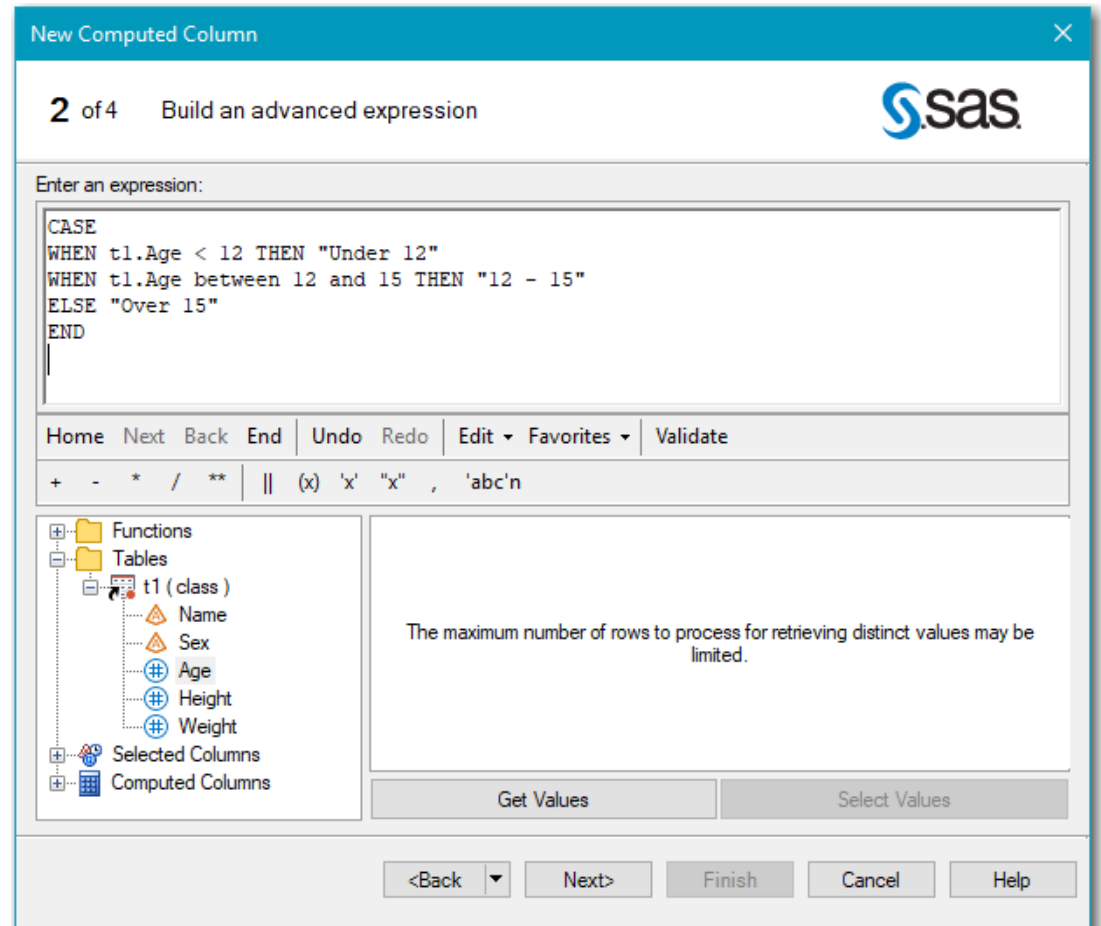 New Computed Column
2 of 4 Build an advanced expression
sas
Enter an expression:
CASE
WHEN t1.Age < 12 THEN "Under 12"
WHEN t1.Age between 12 and 15 THEN "12 - 15"
ELSE "Over 15"
END
Home Next Back End Undo Redo Edit Favorites Validate
+ - * / ** || (x) 'x' "x" , 'abc'n
Functions
Tables
t1 ( class )
Name
Sex
Age
Height
Weight
Selected Columns
Computed Columns
The maximum number of rows to process for retrieving distinct values may be
limited.
Get Values Select Values
<Back Next> Finish Cancel Help